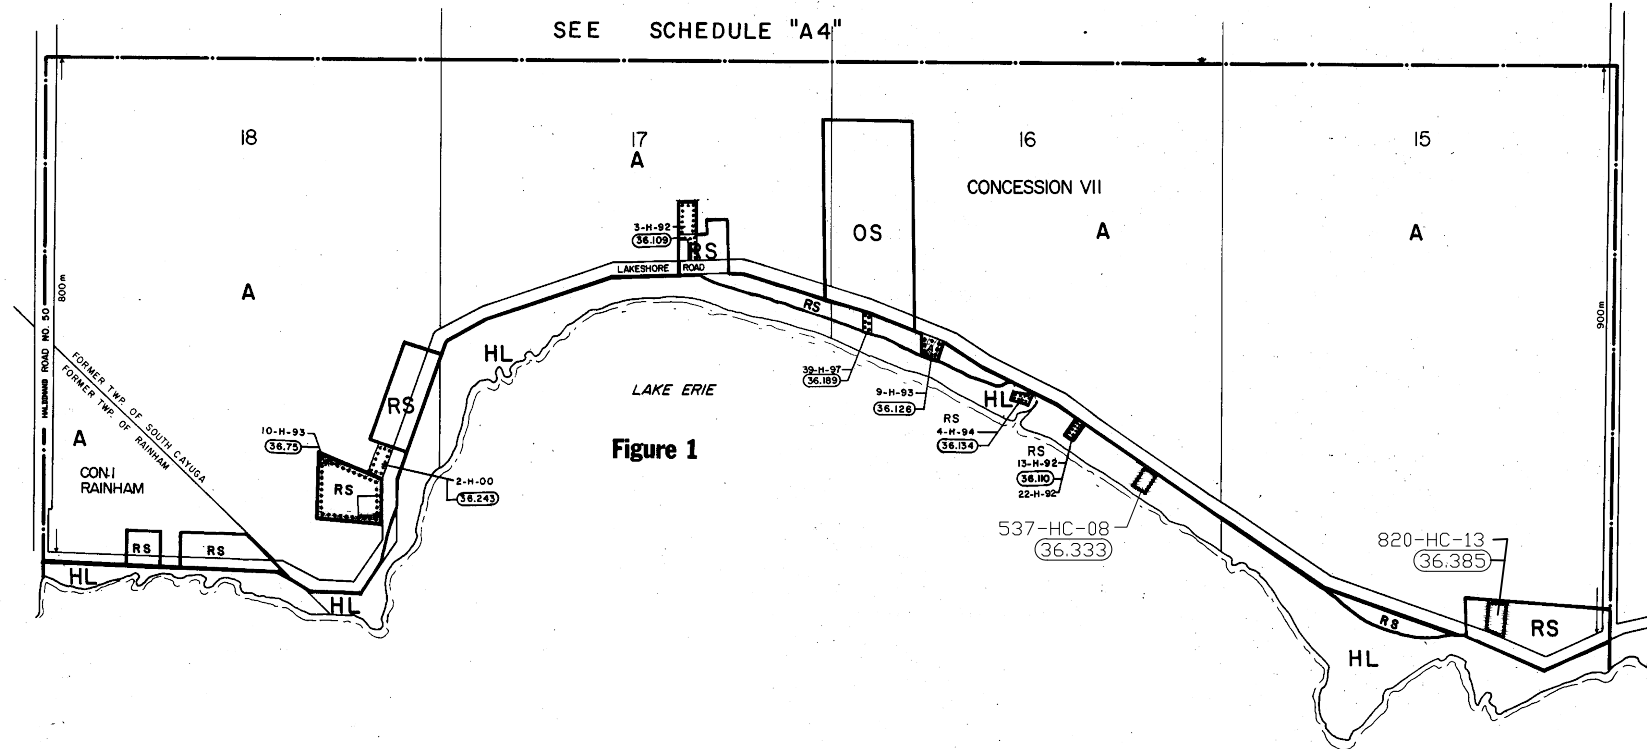 SEE SCHEDULE "A4"
18
17
16
15
A
CONCESSION VII
3-H-92
36.109
RS
OS
A
A
LAKESHORE ROAD
800m
900m
A
HALDIMAND ROAD NO. 50
RS
HL
LAKE ERIE
39-H-97
36.189
9-H-93
36.126
HL
RS
4-H-94
36.134
FORMER TWP. OF SOUTH CAYUGA
FORMER TWP. OF RAINHAM
RS
A
10-H-93
36.75
Figure 1
RS
13-H-92
36.110
22-H-92
CON.I
RAINHAM
RS
2-H-00
36.243
537-HC-08
36.333
820-HC-13
36.385
RS
RS
HL
HL
RS
RS
HL